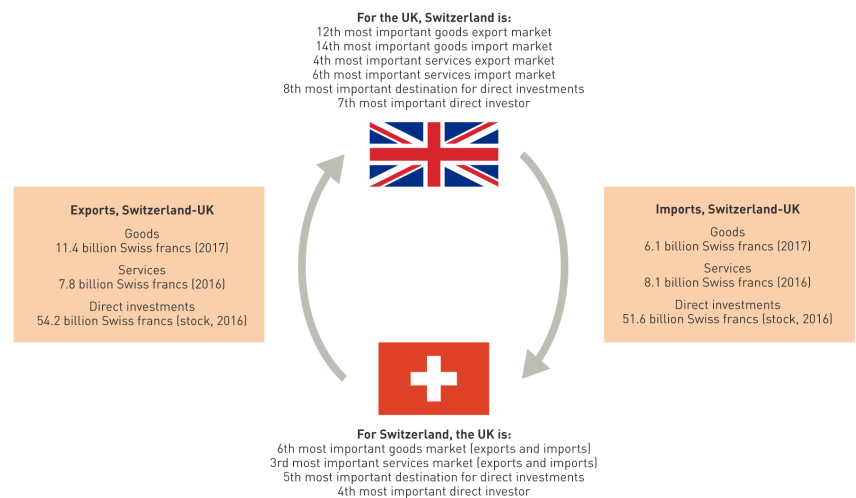 For the UK, Switzerland is:
12th most important goods export market
14th most important goods import market
4th most important services export market
6th most important services import market
8th most important destination for direct investments
7th most important direct investor
Exports, Switzerland-UK
Goods
11.4 billion Swiss francs (2017)
Services
7.8 billion Swiss francs (2016)
Direct investments
54.2 billion Swiss francs (stock, 2016)
Imports, Switzerland-UK
Goods
6.1 billion Swiss francs (2017)
Services
8.1 billion Swiss francs (2016)
Direct investments
51.6 billion Swiss francs (stock, 2016)
For Switzerland, the UK is:
6th most important goods market (exports and imports)
3rd most important services market (exports and imports)
5th most important destination for direct investments
4th most important direct investor